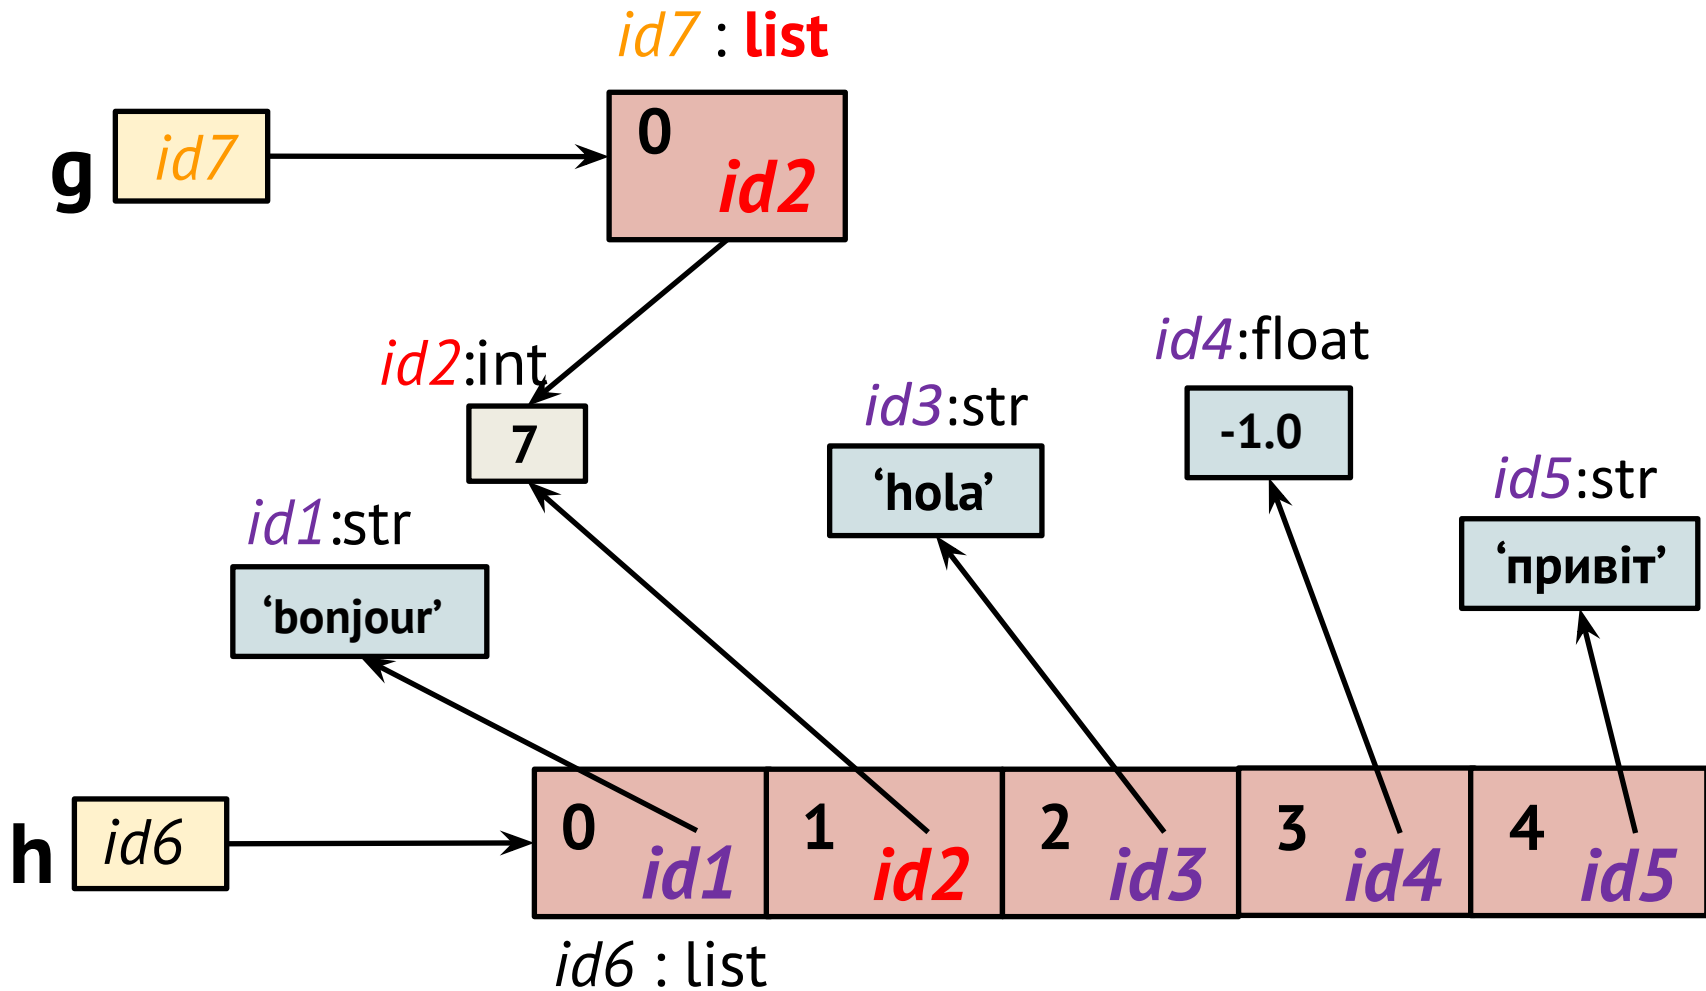 id7 : list
g
id7
0
id2
id2:int
7
id4:float
-1.0
id3:str
‘hola’
id5:str
‘привіт’
id1:str
‘bonjour’
h
id6
0
id1
1
id2
2
id3
3
id4
4
id5
id6 : list